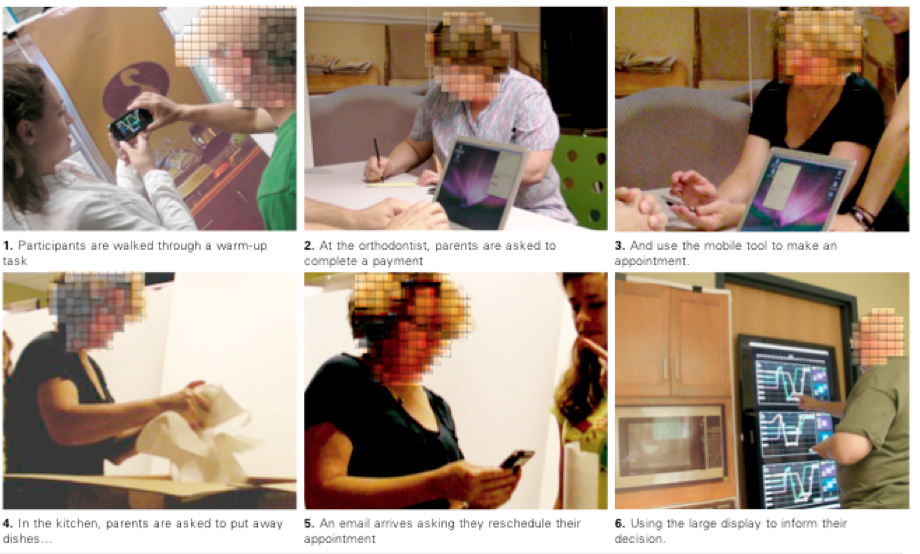 1. Participants are walked through a warm-up
task
2. At the orthodontist, parents are asked to
complete a payment
3. And use the mobile tool to make an
appointment.
4. In the kitchen, parents are asked to put away
dishes...
5. An email arrives asking they reschedule their
appointment
6. Using the large display to inform their
decision.